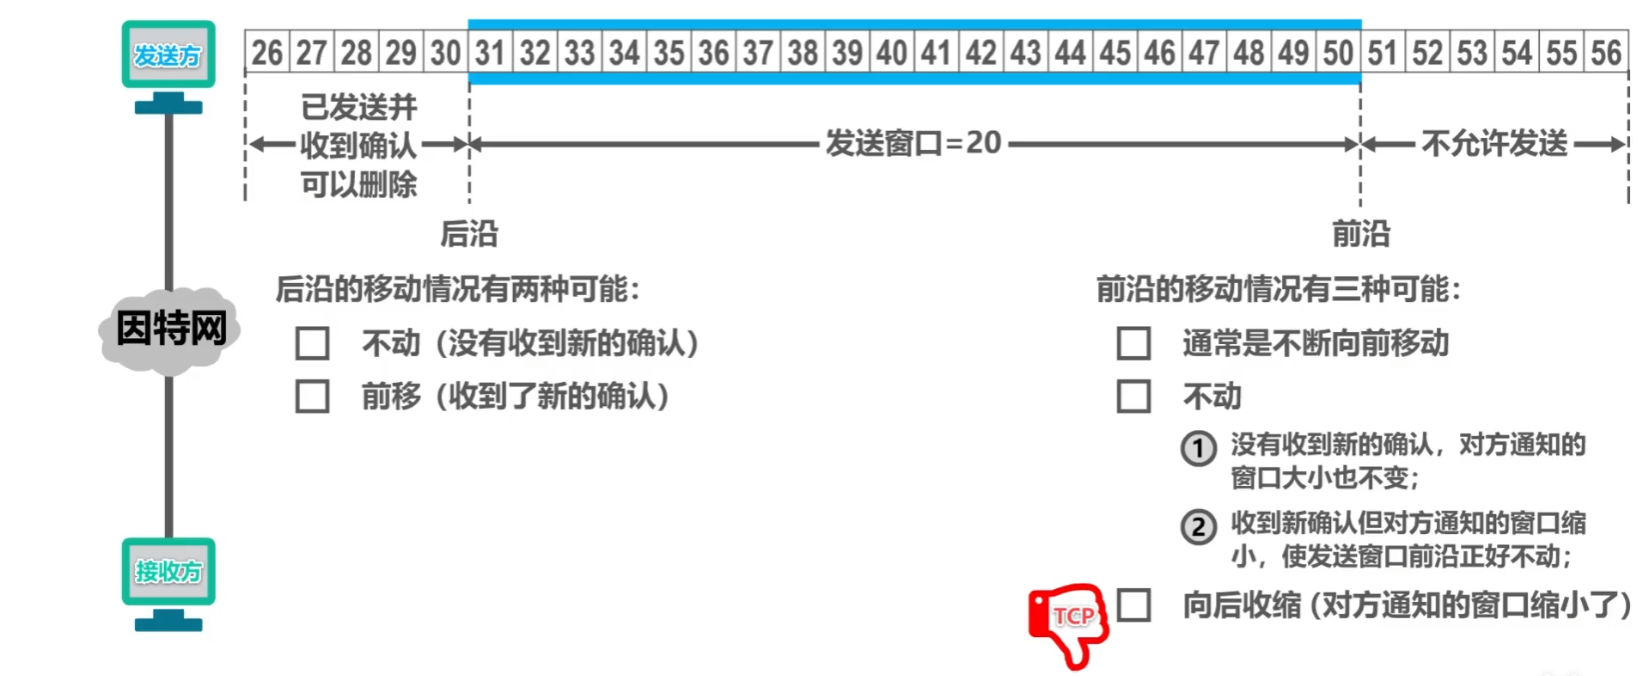 发送方
26 27 28 29 30 31 32 33 34 35 36 37 38 39 40 41 42 43 44 45 46 47 48 49 50 51 52 53 54 55 56
已发送并
收到确认
可以删除
发送窗口=20
不允许发送
后沿
前沿
后沿的移动情况有两种可能：
不动（没有收到新的确认）
前移（收到了新的确认）
前沿的移动情况有三种可能：
通常是不断向前移动
不动
1 没有收到新的确认，对方通知的
窗口大小也不变；
2 收到新确认但对方通知的窗口缩
小，使发送窗口前沿正好不动；
TCP
向后收缩（对方通知的窗口缩小了）
因特网
接收方